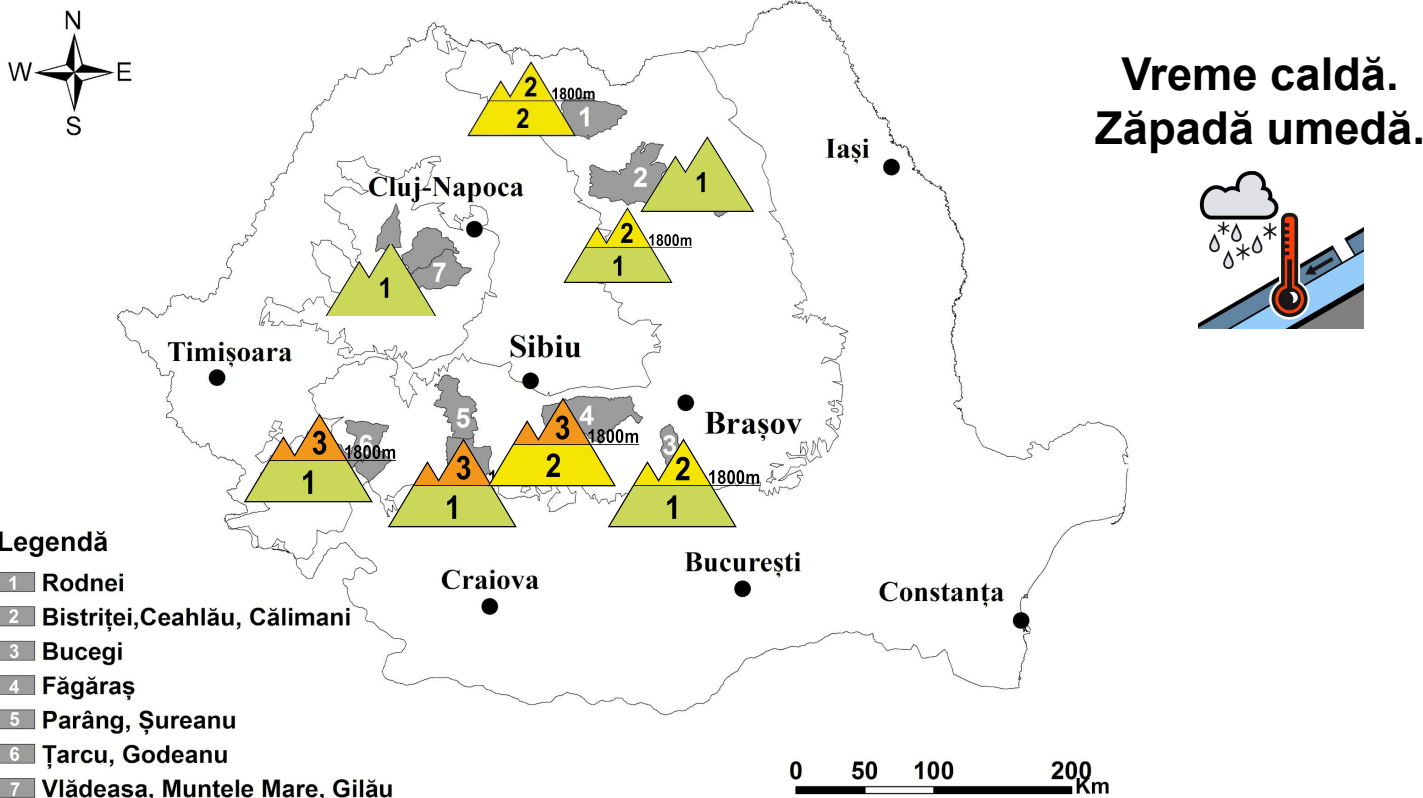 N
W E
S
Vreme caldă.
Zăpadă umedă.
2
1800m
2
1
Iași
2
1
Cluj-Napoca
2
1800m
1
7
1
Timișoara
Sibiu
5
3
4
1800m
2
Brașov
3
6
1800m
1
3
1
1
3
2
1800m
1
Craiova
București
Constanța
Legendă
1 Rodnei
2 Bistriței,Ceahlău, Călimani
3 Bucegi
4 Făgăraș
5 Parâng, Șureanu
6 Țarcu, Godeanu
7 Vlădeasa, Muntele Mare, Gilău
0 50 100 200
Km